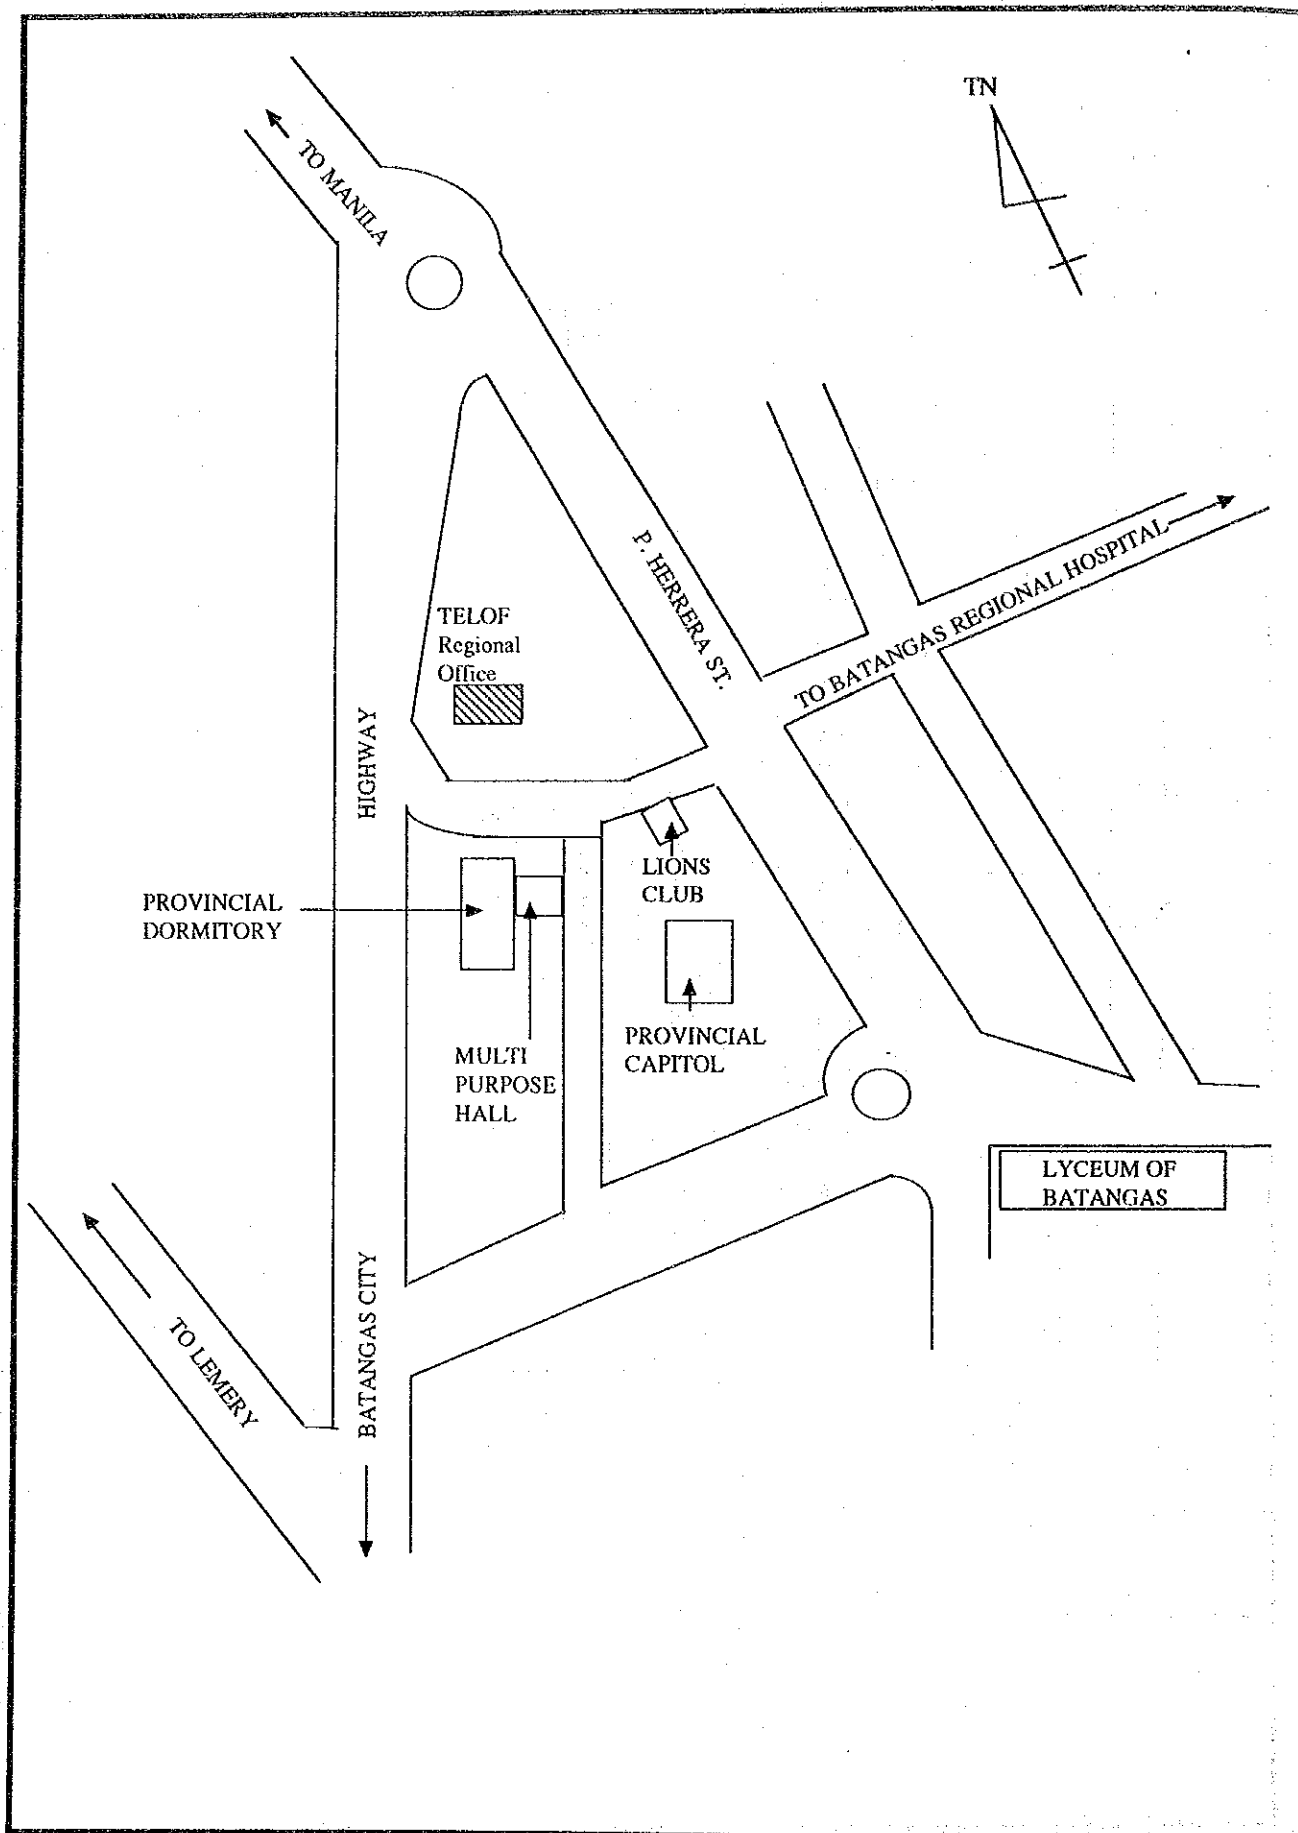 TN
TO MANILA
P. HERRERA ST.
TO BATANGAS REGIONAL HOSPITAL
TELOF
Regional
Office
HIGHWAY
LIONS
CLUB
PROVINCIAL
DORMITORY
PROVINCIAL
CAPITOL
MULTI
PURPOSE
HALL
LYCEUM OF
BATANGAS
BATANGAS CITY
TO LEMERY